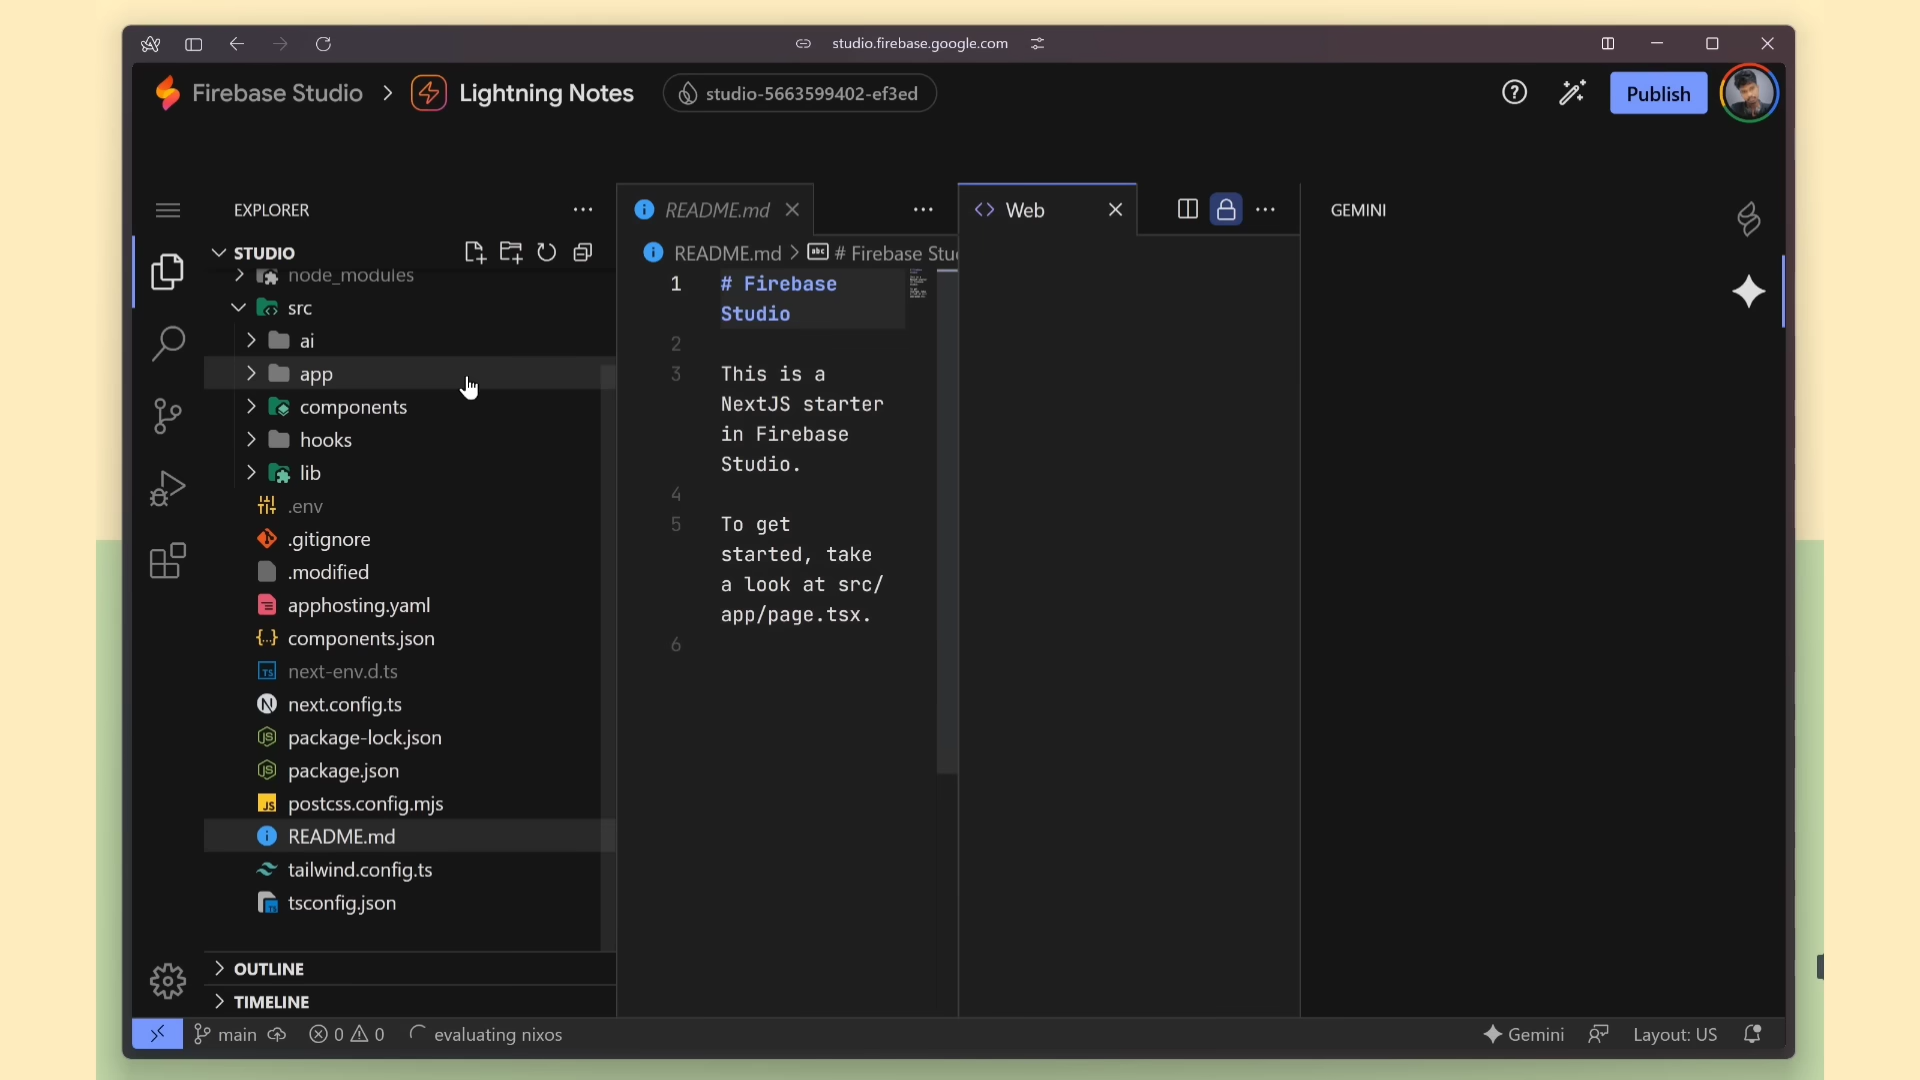 studio.firebase.google.com
Firebase Studio > Lightning Notes studio-5663599402-ef3ed
Publish
EXPLORER
STUDIO
node_modules
src
ai
app
components
hooks
lib
.env
.gitignore
.modified
apphosting.yaml
components.json
next-env.d.ts
next.config.ts
package-lock.json
package.json
postcss.config.mjs
README.md
tailwind.config.ts
tsconfig.json
OUTLINE
TIMELINE
README.md
README.md > # Firebase Stu
1 # Firebase
Studio
2
3 This is a
NextJS starter
in Firebase
Studio.
4
5 To get
started, take
a look at src/
app/page.tsx.
6
Web
GEMINI
main 0 0 evaluating nixos
Gemini Layout: US